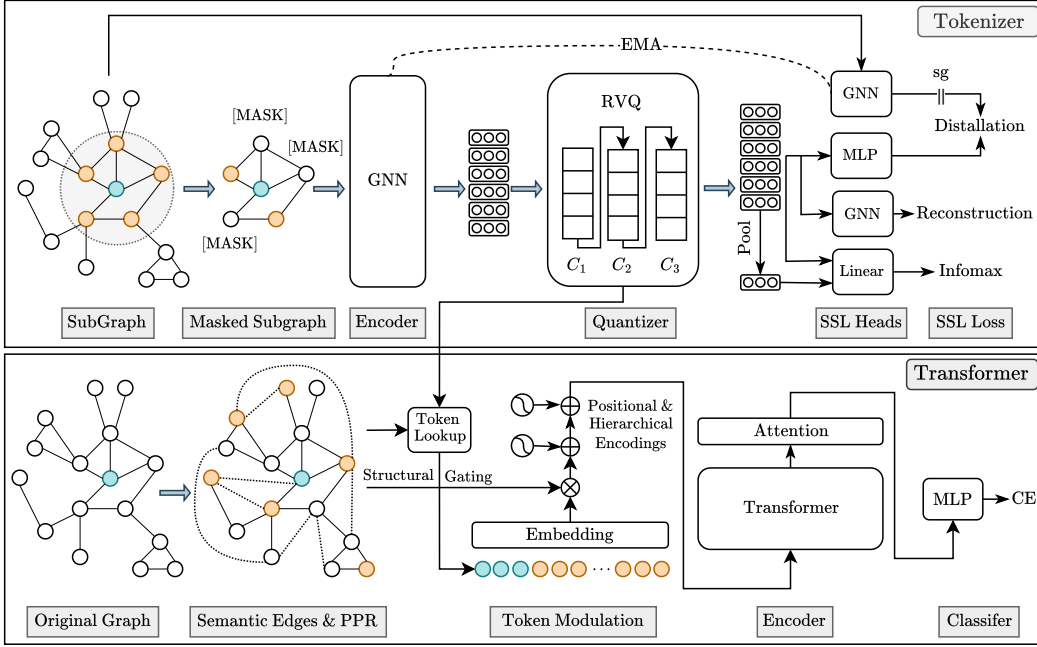 Tokenizer
EMA
sg
[MASK]
[MASK]
[MASK]
GNN
RVQ
C1 C2 C3
Pool
GNN
Distallation
MLP
GNN
Reconstruction
Linear
Infomax
SubGraph
Masked Subgraph
Encoder
Quantizer
SSL Heads
SSL Loss
Transformer
Token
Lookup
Structural Gating
Positional &
Hierarchical
Encodings
Embedding
...
Attention
Transformer
MLP
CE
Original Graph
Semantic Edges & PPR
Token Modulation
Encoder
Classifer